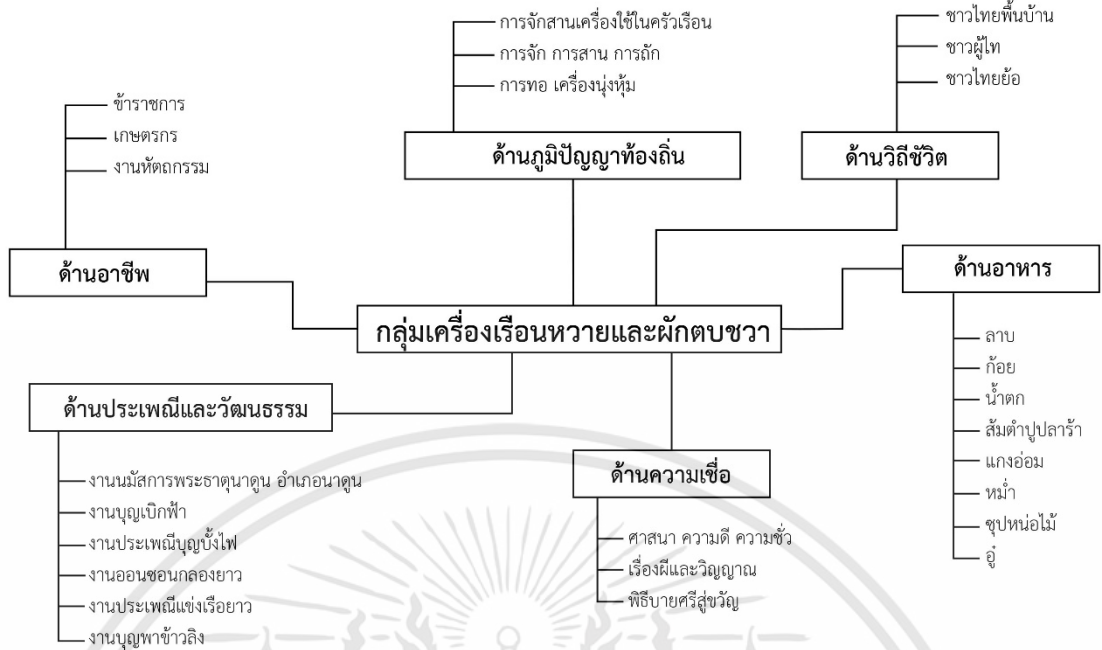 การจักสานเครื่องใช้ในครัวเรือน
การจัก การสาน การถัก
การทอ เครื่องนุ่งหุ้ม
ด้านภูมิปัญญาท้องถิ่น
ชาวไทยพื้นบ้าน
ชาวผู้ไท
ชาวไทยย้อ
ด้านวิถีชัวิต
ข้าราชการ
เกษตรกร
งานหัตถกรรม
ด้านอาชีพ
ด้านอาหาร
ลาบ
ก้อย
น้ำตก
ส้มตำปูปลาร้า
แกงอ่อม
หม่ำ
ซุปหน่อไม้
อู๋
กลุ่มเครื่องเรือนหวายและผักตบชวา
ด้านประเพณีและวัฒนธรรม
งานนมัสการพระธาตุนาดูน อำเภอนาดูน
งานบุญเบิกฟ้า
งานประเพณีบุญบั้งไฟ
งานออนซอนกลองยาว
งานประเพณีแข่งเรือยาว
งานบุญพาข้าวลิง
ด้านความเชื่อ
ศาสนา ความดี ความชั่ว
เรื่องผีและวิญญาณ
พิธีบายศรีสู่ขวัญ